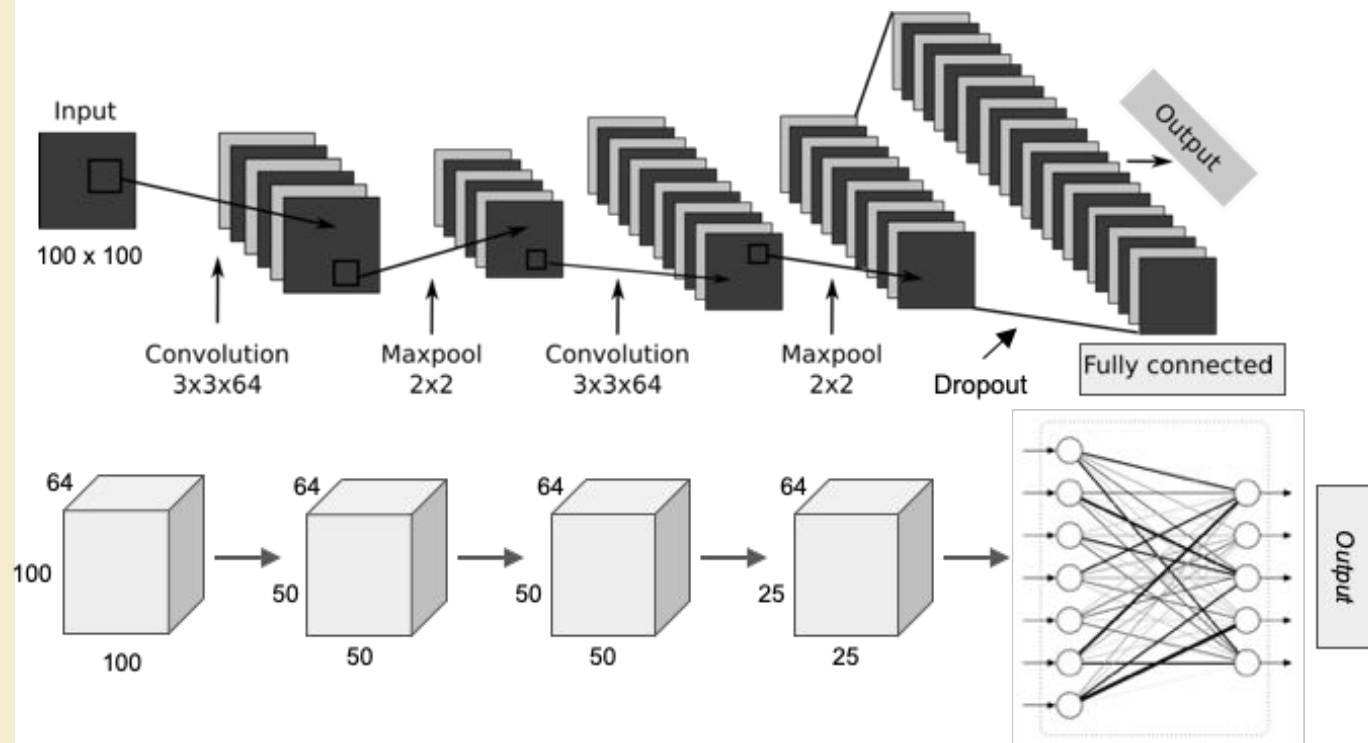 Input
100 x 100
Convolution
3x3x64
Maxpool
2x2
Convolution
3x3x64
Maxpool
2x2
Dropout
Fully connected
Output
64
100
100
64
50
50
64
50
50
64
25
25
Output